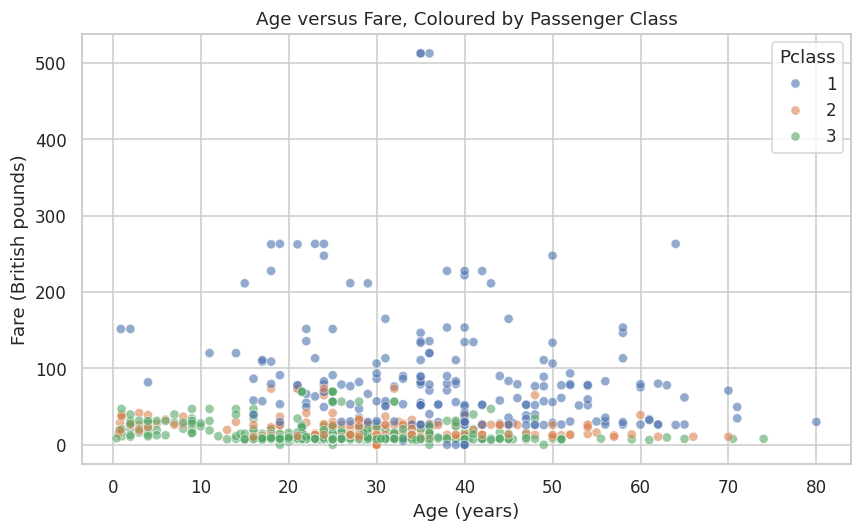 Age versus Fare, Coloured by Passenger Class
Fare (British pounds)
500
400
300
200
100
0
Pclass
1
2
3
0 10 20 30 40 50 60 70 80
Age (years)